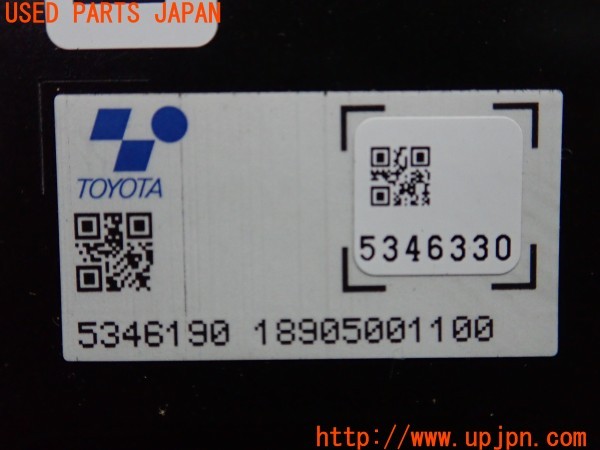 USED PARTS JAPAN
TOYOTA
5346330
5346190 18905001100
http://www.upjpn.com/